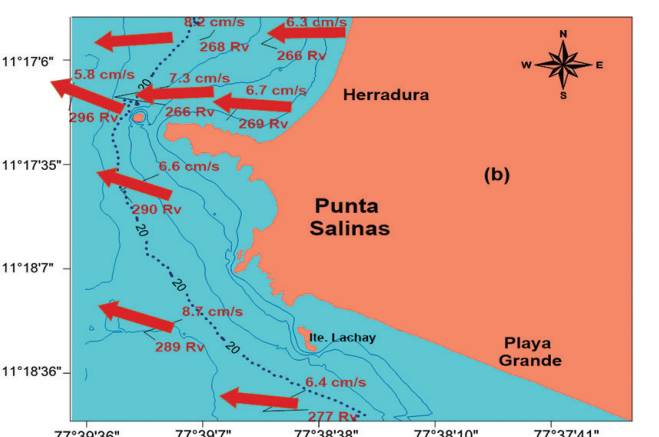 8.2 cm/s
6.3 cm/s
268 Rv
266 Rv
N
W
E
S
11°17'6"
5.8 cm/s
20
7.3 cm/s
6.7 cm/s
Herradura
296 Rv
266 Rv
269 Rv
11°17'35"
6.6 cm/s
(b)
290 Rv
Punta
Salinas
20
11°18'7"
20
8.7 cm/s
289 Rv
20
Ite. Lachay
Playa
Grande
11°18'36"
6.4 cm/s
277 Rv
77°39'36"
77°39'7"
77°38'38"
77°38'10"
77°37'41"